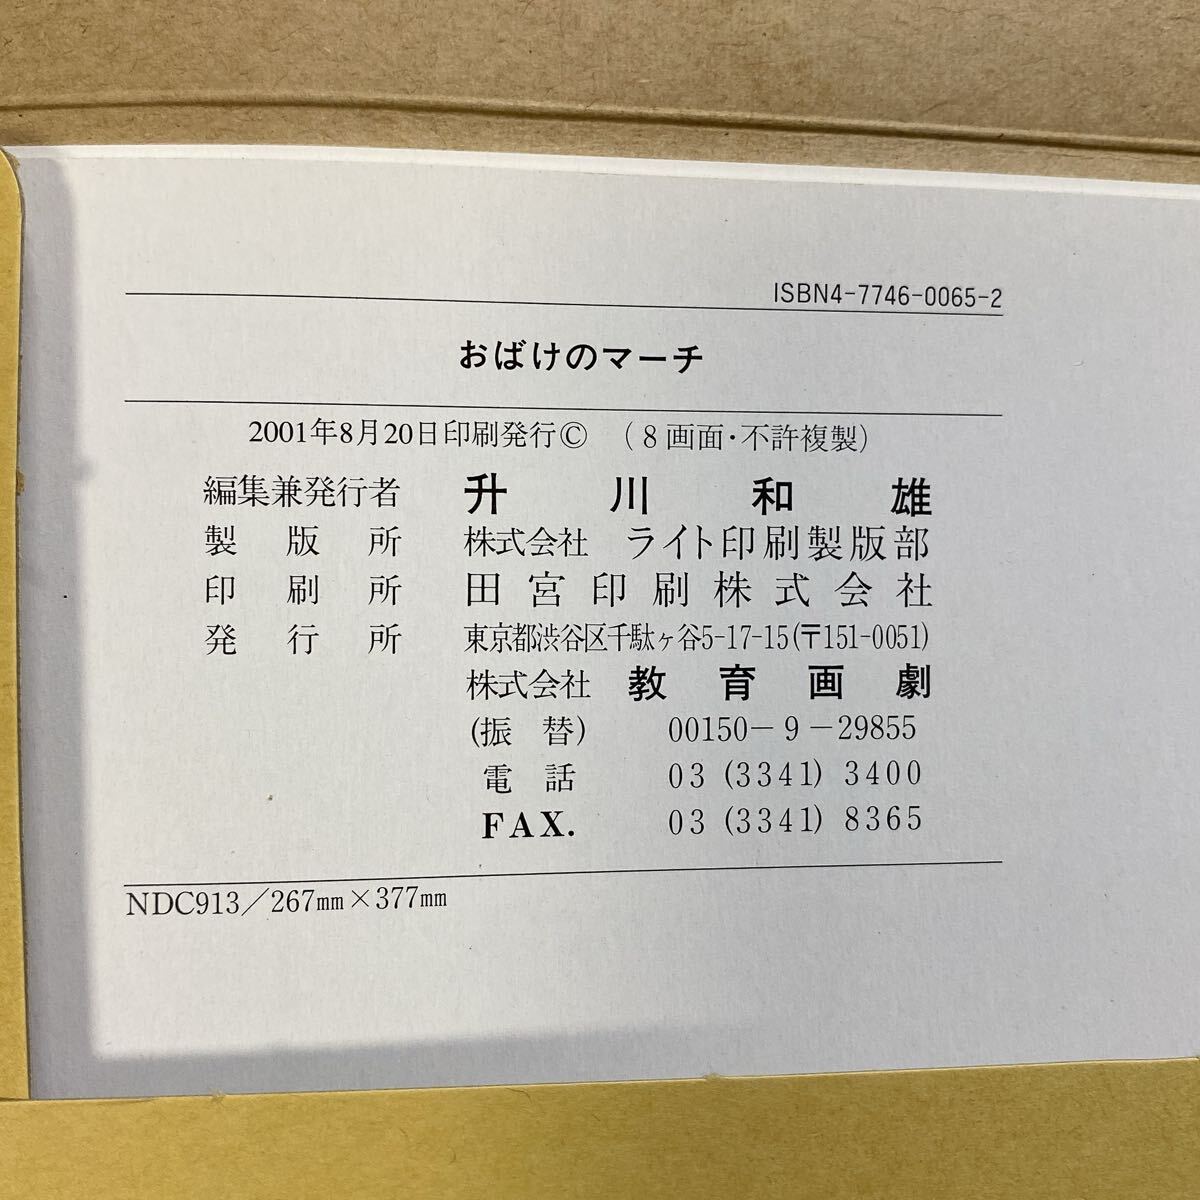 ISBN4-7746-0065-2
おばけのマーチ
2001年8月20日印刷発行© (8画面・不許複製)
編集兼発行者 升川和雄
製版所 株式会社 ライト印刷製版部
印刷所 田宮印刷株式会社
発行所 東京都渋谷区千駄ヶ谷5-17-15(〒151-0051)
株式会社 教育画劇
(振替) 00150-9-29855
電話 03 (3341) 3400
FAX. 03 (3341) 8365
NDC913/267mm×377mm